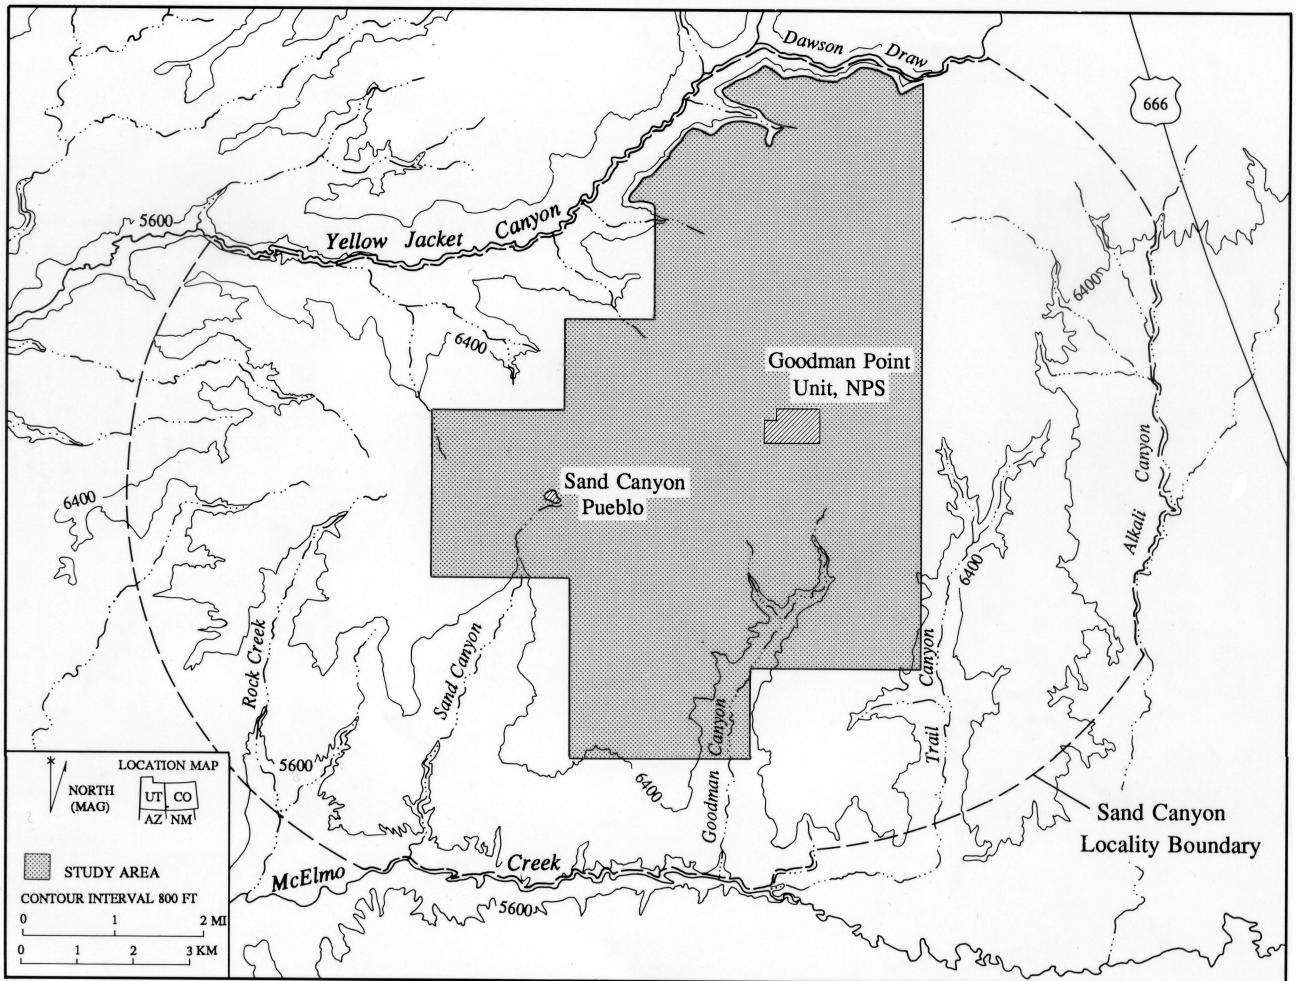 Dawson Draw
666
5600
Yellow Jacket Canyon
6400
6400
Goodman Point
Unit, NPS
Sand Canyon
Pueblo
6400
Alkali Canyon
6400
Rock Creek
Sand Canyon
Goodman Canyon
Trail Canyon
5600
6400
Sand Canyon
Locality Boundary
McElmo Creek
5600
LOCATION MAP
NORTH
(MAG)
UT CO
AZ NM
STUDY AREA
CONTOUR INTERVAL 800 FT
0 1 2 MI
0 1 2 3 KM